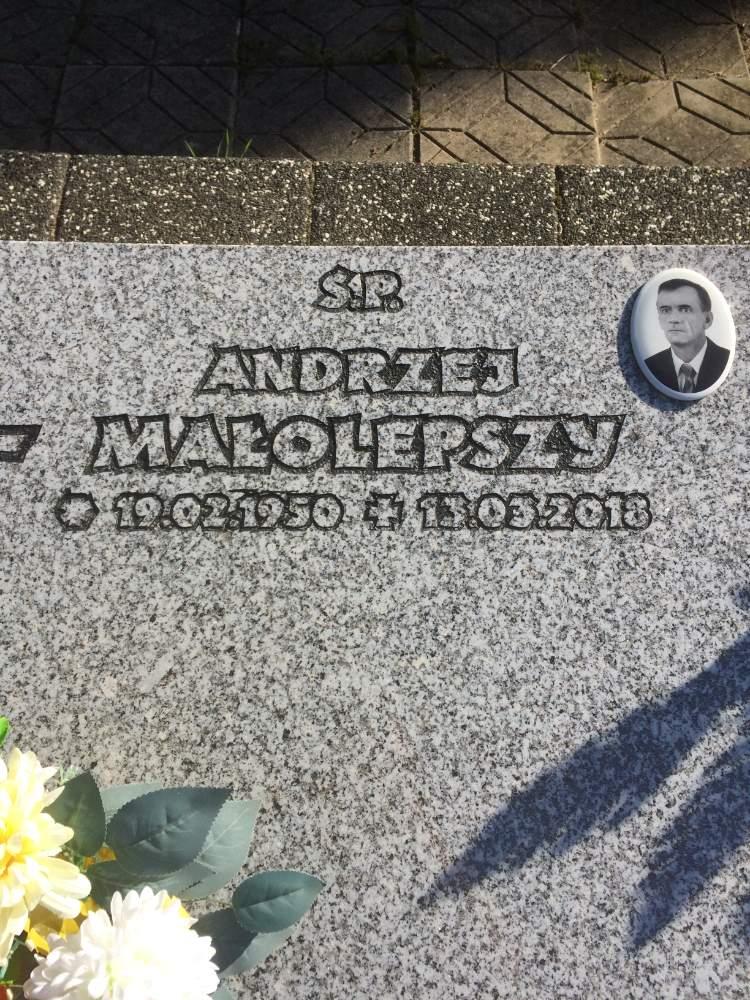 Ś.P.
ANDRZEJ
MAŁOLEPSZY
* 19.02.1950 ✝ 13.03.2018